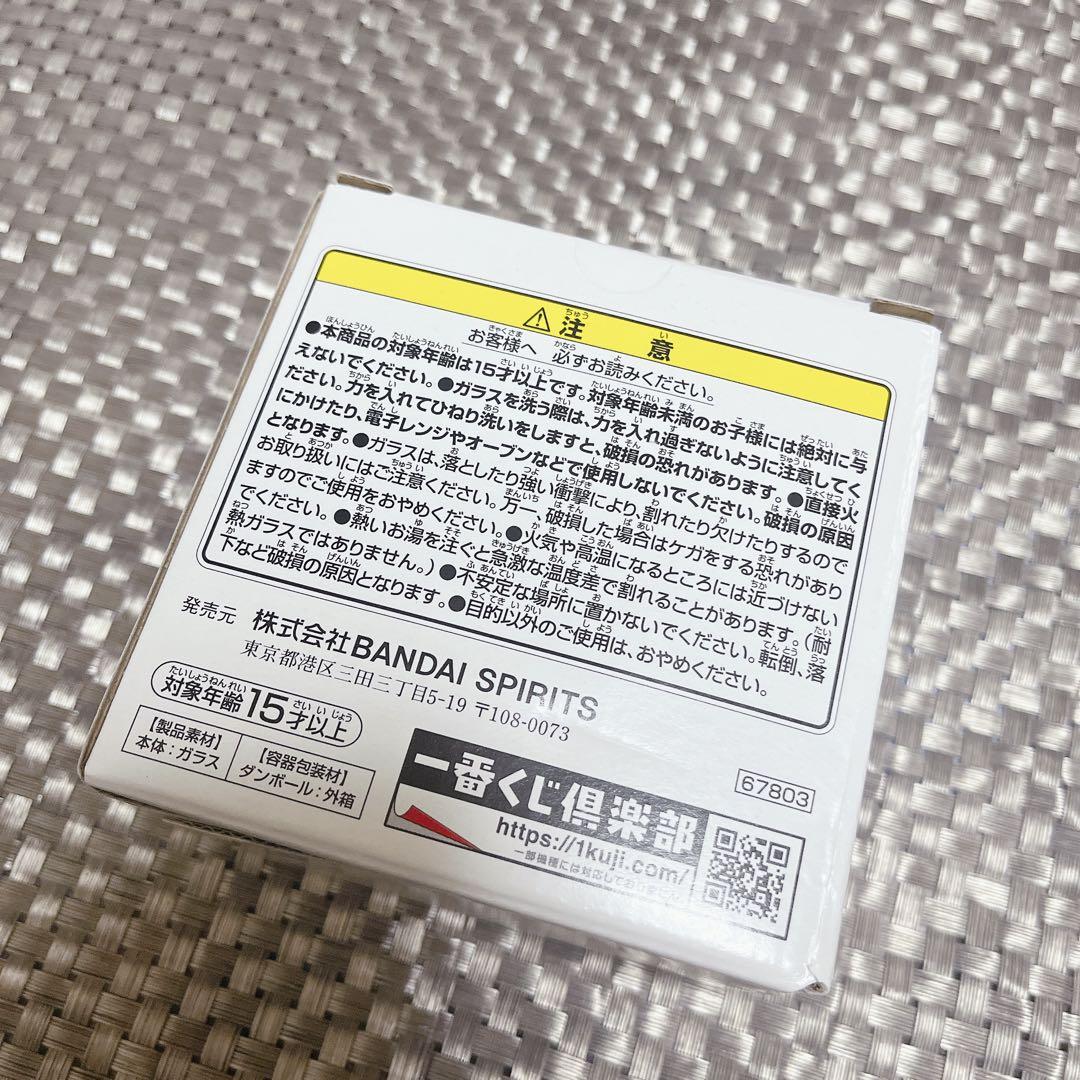 ⚠注意
お客様へ 必ずお読みください。
●本商品の対象年齢は15才以上です。対象年齢未満のお子様には絶対に与
えないでください。●ガラスを洗う際は、力を入れ過ぎないように注意してく
ださい。力を入れてひねり洗いをしますと、破損の恐れがあります。●直接火
にかけたり、電子レンジやオーブンなどで使用しないでください。破損の原因
となります。●ガラスは、落としたり強い衝撃により、割れたり欠けたりするので
お取り扱いにはご注意ください。万一、破損した場合はケガをする恐れがあり
ますのでご使用をおやめください。●火気や高温になるところには近づけない
でください。●熱いお湯を注ぐと急激な温度差で割れることがあります。(耐
熱ガラスではありません。)●不安定な場所に置かないでください。転倒、落
下など破損の原因となります。●目的以外のご使用は、おやめください。
発売元 株式会社BANDAI SPIRITS
東京都港区三田三丁目5-19 〒108-0073
対象年齢15才以上
【製品素材】
本体：ガラス
【容器包装材】
ダンボール：外箱
67803
一番くじ倶楽部
https://1kuji.com/
一部機種には対応しておりません。